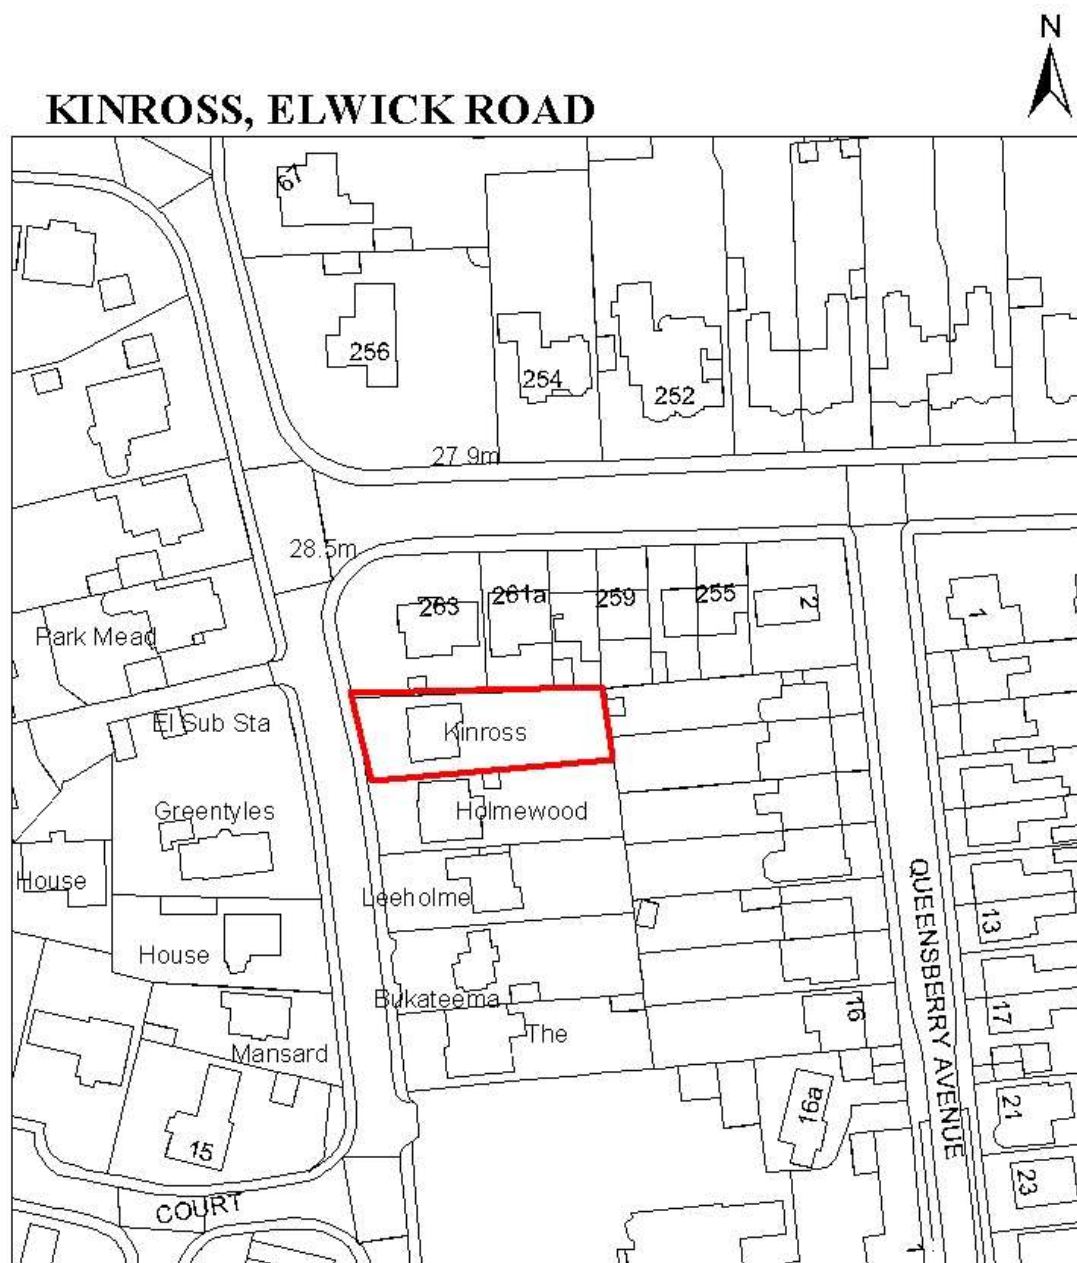 N
KINROSS, ELWICK ROAD
67
256
254
252
27.9m
28.5m
263
261a
259
255
2
1
Park Mead
El Sub Sta
Kinross
Greentyles
Holmewood
House
Leeholme
QUEENSBERRY AVENUE
13
House
Bukateema
16
17
The
Mansard
16a
21
15
23
COURT
1